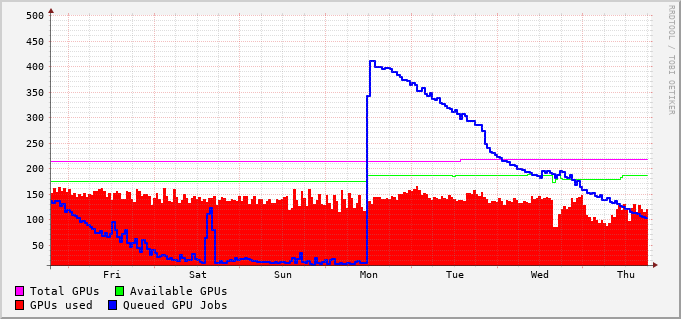 500
450
400
350
300
250
200
150
100
50
Fri Sat Sun Mon Tue Wed Thu
Total GPUs Available GPUs
GPUs used Queued GPU Jobs
RRDTOOL / TOBI OETIKER